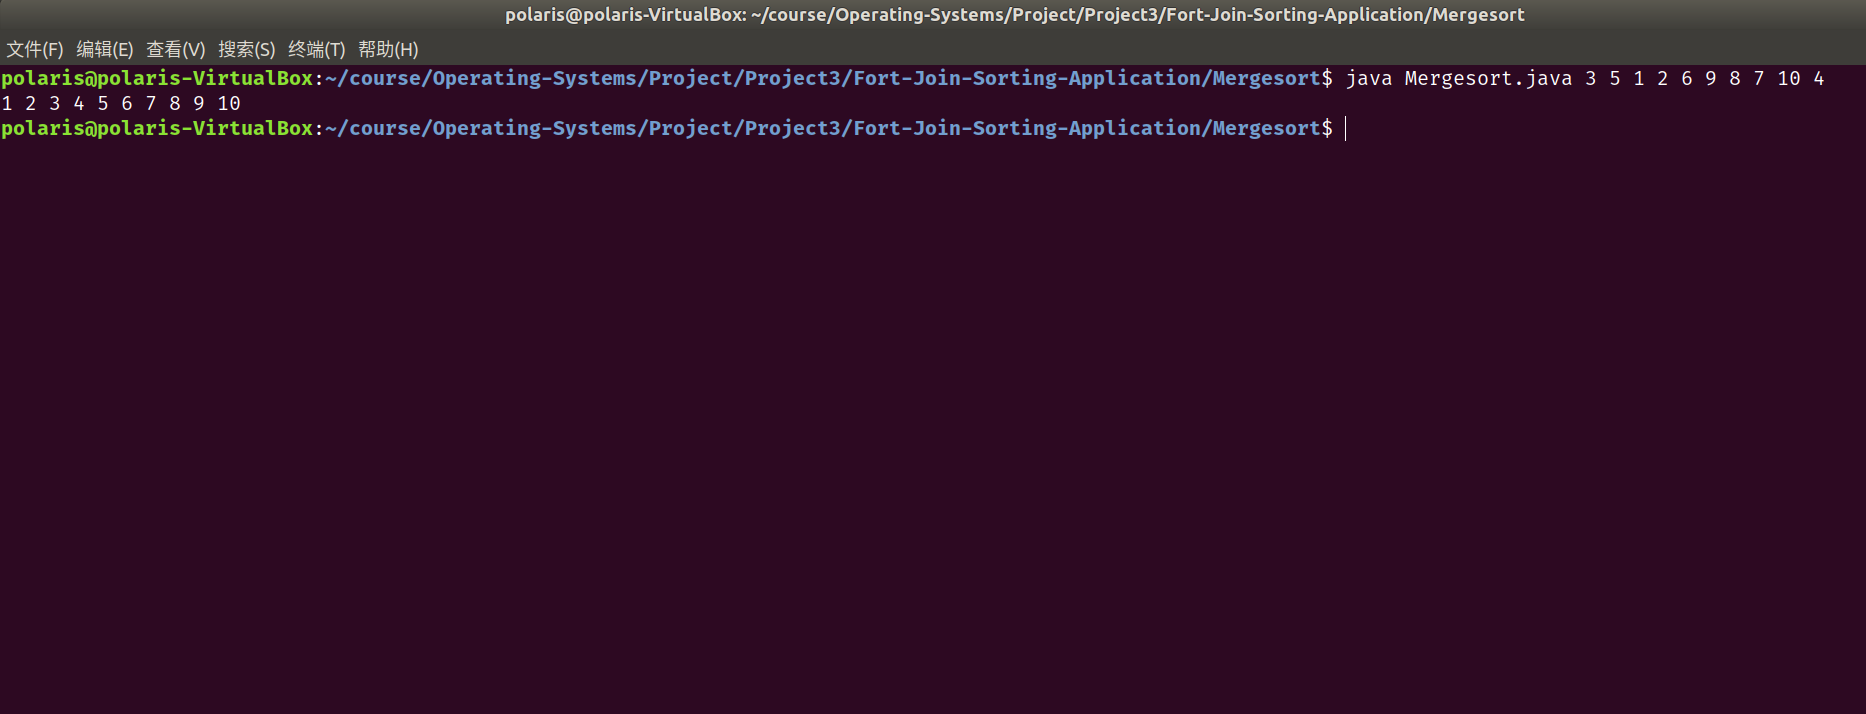 polaris@polaris-VirtualBox: ~/course/Operating-Systems/Project/Project3/Fort-Join-Sorting-Application/Mergesort
文件(F) 编辑(E) 查看(V) 搜索(S) 终端(T) 帮助(H)
polaris@polaris-VirtualBox:~/course/Operating-Systems/Project/Project3/Fort-Join-Sorting-Application/Mergesort$ java Mergesort.java 3 5 1 2 6 9 8 7 10 4
1 2 3 4 5 6 7 8 9 10
polaris@polaris-VirtualBox:~/course/Operating-Systems/Project/Project3/Fort-Join-Sorting-Application/Mergesort$